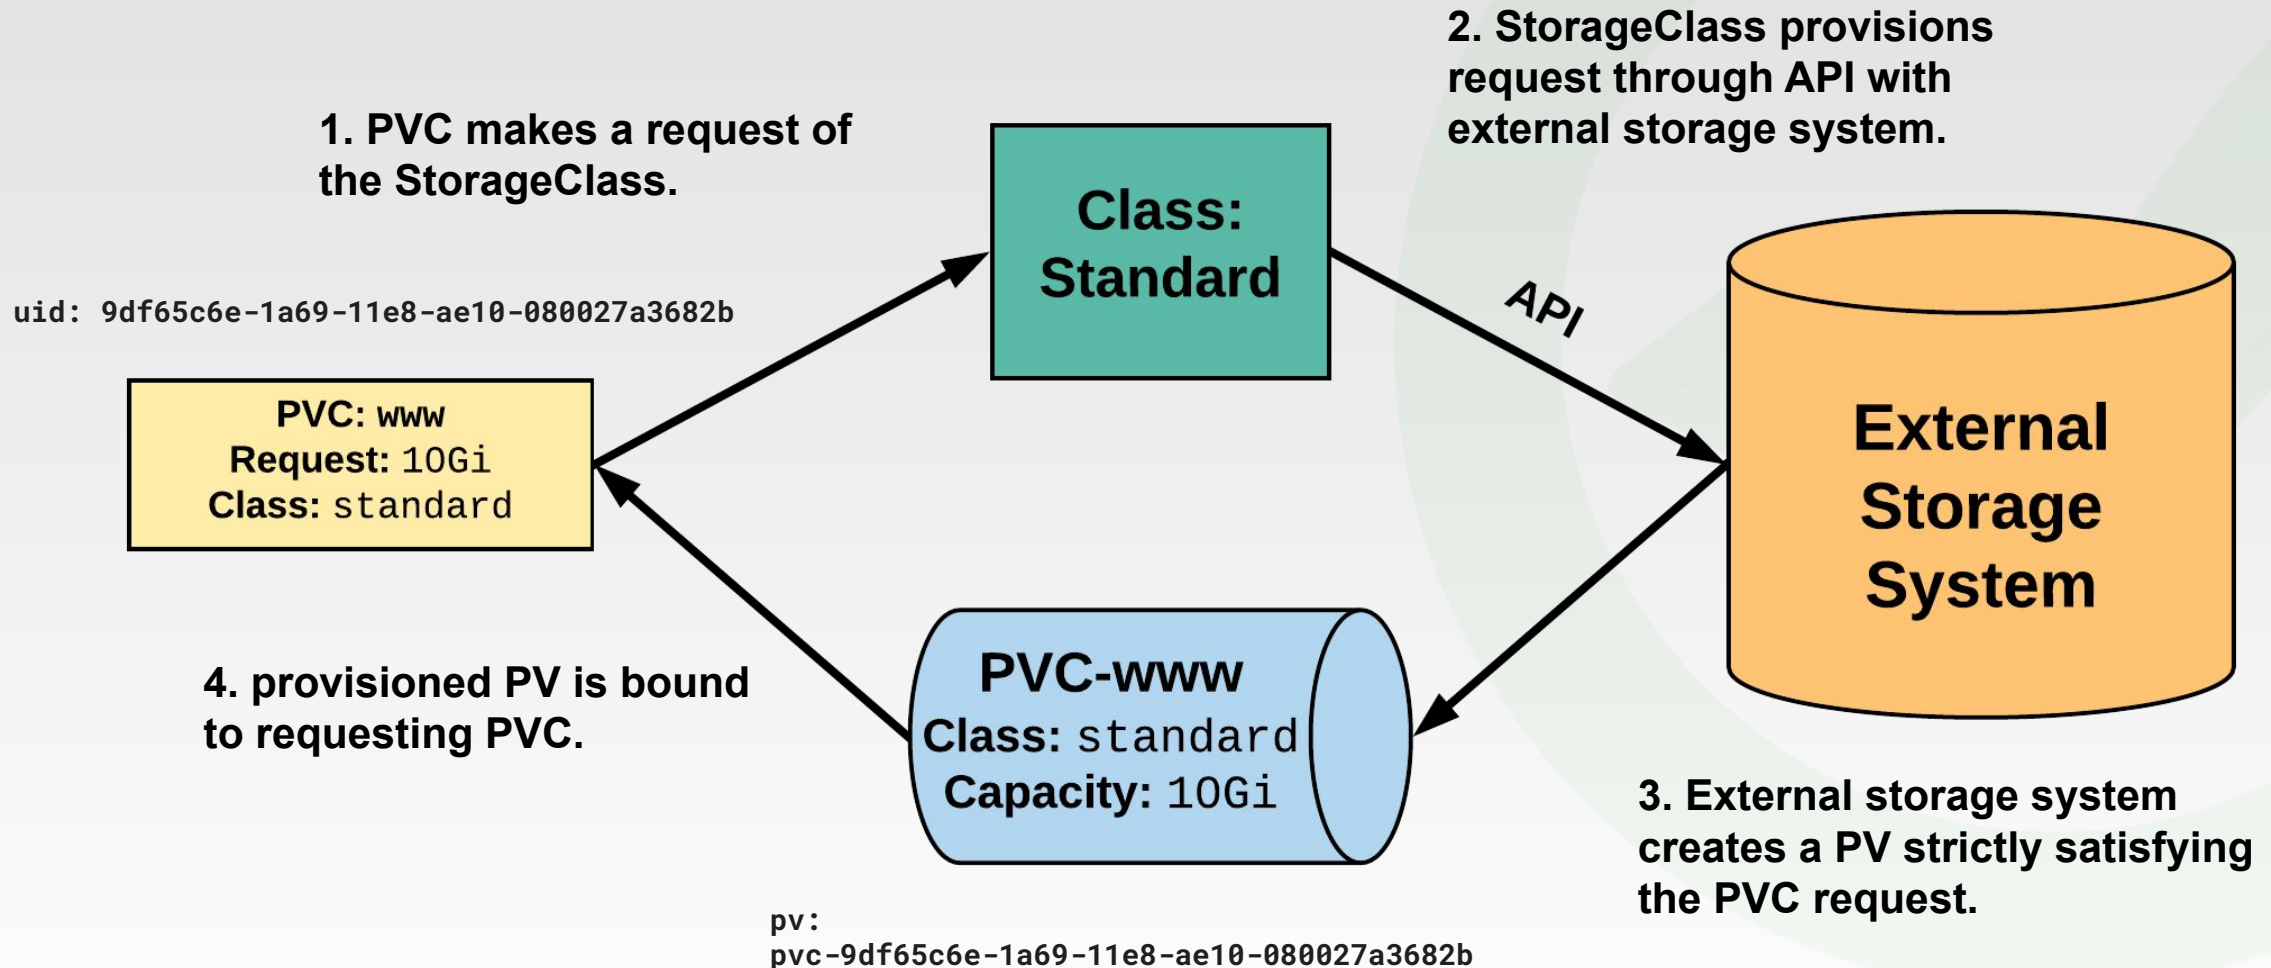 1. PVC makes a request of
the StorageClass.
2. StorageClass provisions
request through API with
external storage system.
uid: 9df65c6e-1a69-11e8-ae10-080027a3682b
PVC: www
Request: 10Gi
Class: standard
Class:
Standard
API
External
Storage
System
PVC-www
Class: standard
Capacity: 10Gi
3. External storage system
creates a PV strictly satisfying
the PVC request.
4. provisioned PV is bound
to requesting PVC.
pv:
pvc-9df65c6e-1a69-11e8-ae10-080027a3682b